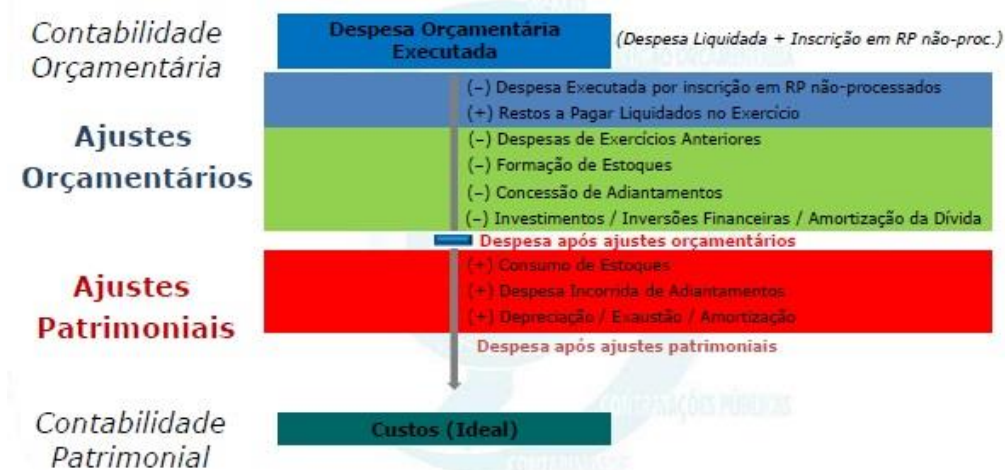 Contabilidade
Orçamentária
Despesa Orçamentária
Executada
(Despesa Liquidada + Inscrição em RP não-proc.)
Ajustes
Orçamentários
(–) Despesa Executada por inscrição em RP não-processados
(+) Restos a Pagar Liquidados no Exercício
(–) Despesas de Exercícios Anteriores
(–) Formação de Estoques
(–) Concessão de Adiantamentos
(–) Investimentos / Inversões Financeiras / Amortização da Dívida
Despesa após ajustes orçamentários
Ajustes
Patrimoniais
(+) Consumo de Estoques
(+) Despesa Incorrida de Adiantamentos
(+) Depreciação / Exaustão / Amortização
Despesa após ajustes patrimoniais
Contabilidade
Patrimonial
Custos (Ideal)